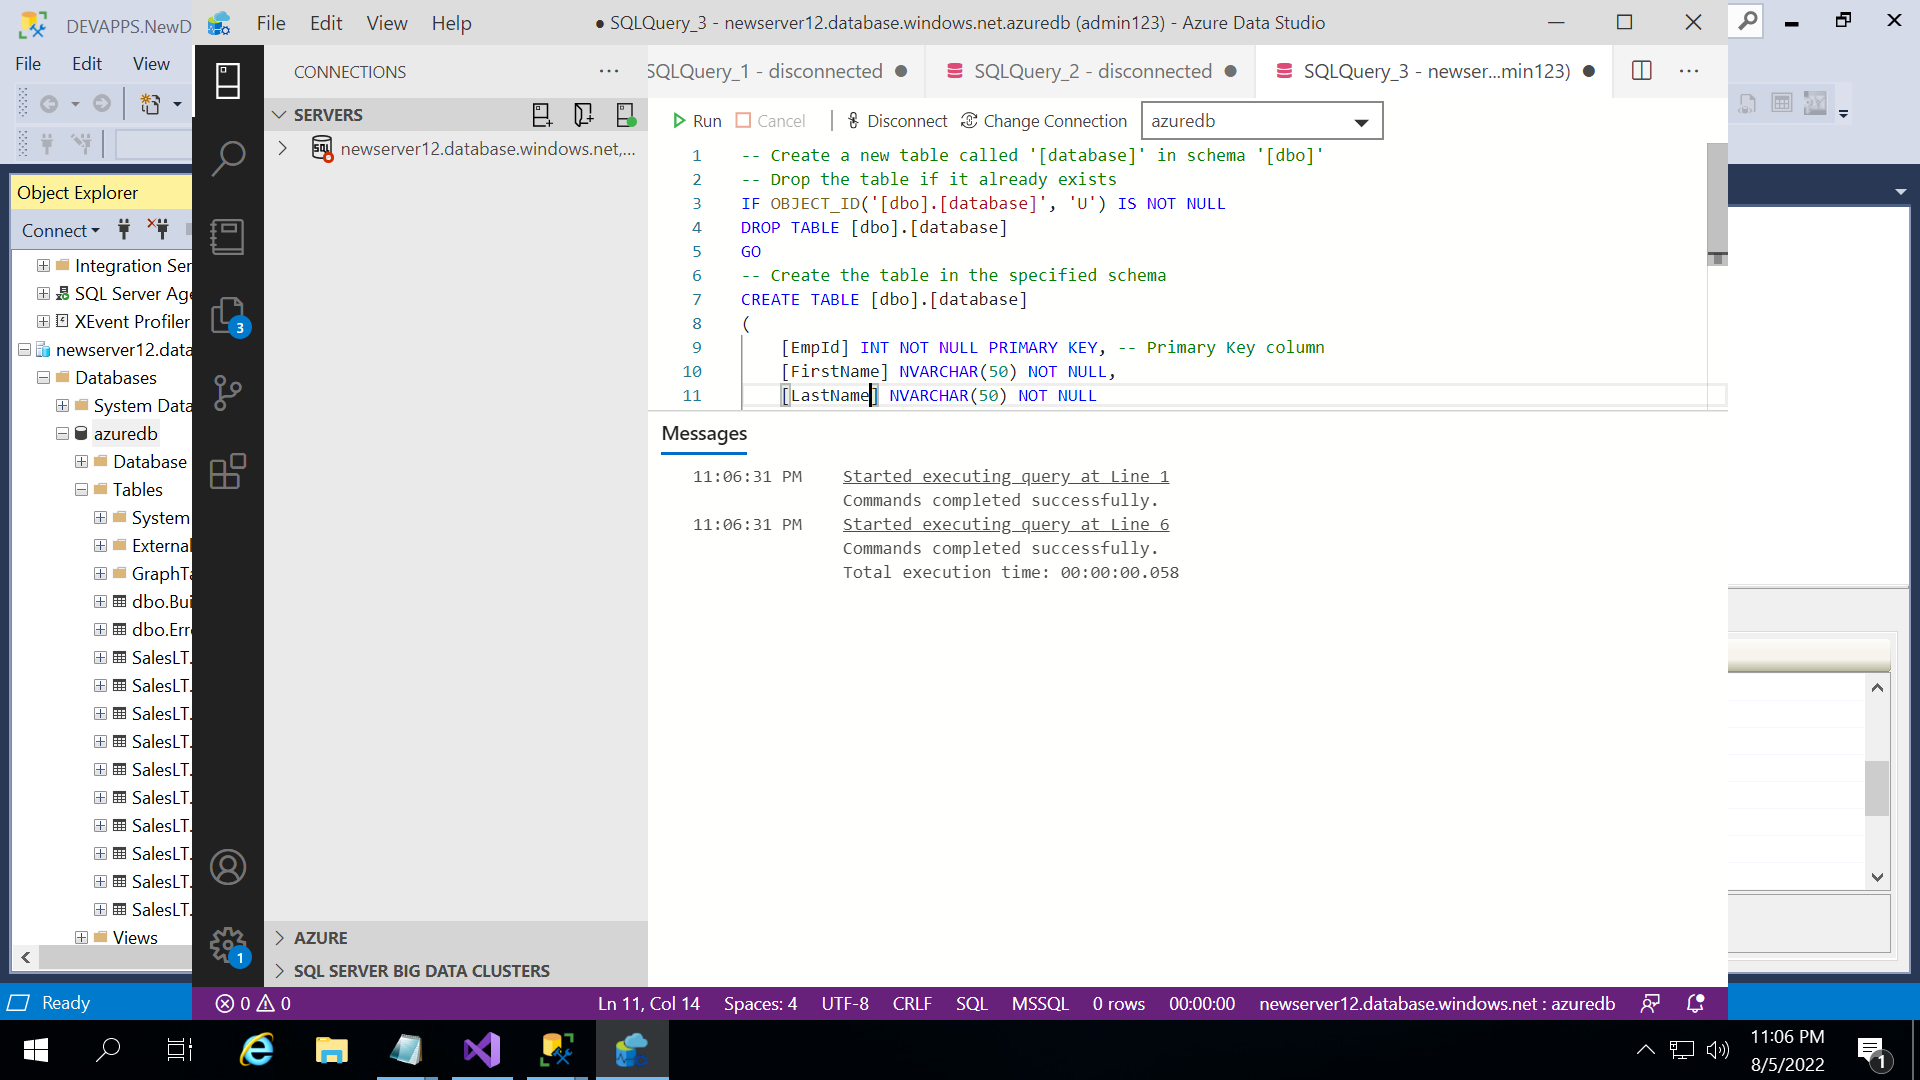 DEVAPPS.NewD
File Edit View
Object Explorer
Connect
Integration Ser
SQL Server Age
XEvent Profiler
newserver12.data
Databases
System Data
azuredb
Database
Tables
System
External
GraphTa
dbo.Bui
dbo.Erro
SalesLT.
SalesLT.
SalesLT.
SalesLT.
SalesLT.
SalesLT.
SalesLT.
SalesLT.
SalesLT.
SalesLT.
Views
Ready
File Edit View Help
● SQLQuery_3 - newserver12.database.windows.net.azuredb (admin123) - Azure Data Studio
CONNECTIONS
SERVERS
newserver12.database.windows.net,...
3
1
AZURE
SQL SERVER BIG DATA CLUSTERS
SQLQuery_1 - disconnected
SQLQuery_2 - disconnected
SQLQuery_3 - newser...min123)
Run Cancel Disconnect Change Connection azuredb
1 -- Create a new table called '[database]' in schema '[dbo]'
2 -- Drop the table if it already exists
3 IF OBJECT_ID('[dbo].[database]', 'U') IS NOT NULL
4 DROP TABLE [dbo].[database]
5 GO
6 -- Create the table in the specified schema
7 CREATE TABLE [dbo].[database]
8 (
9 [EmpId] INT NOT NULL PRIMARY KEY, -- Primary Key column
10 [FirstName] NVARCHAR(50) NOT NULL,
11 [LastName] NVARCHAR(50) NOT NULL
Messages
11:06:31 PM Started executing query at Line 1
Commands completed successfully.
11:06:31 PM Started executing query at Line 6
Commands completed successfully.
Total execution time: 00:00:00.058
0 0 Ln 11, Col 14 Spaces: 4 UTF-8 CRLF SQL MSSQL 0 rows 00:00:00 newserver12.database.windows.net : azuredb
11:06 PM
8/5/2022
1